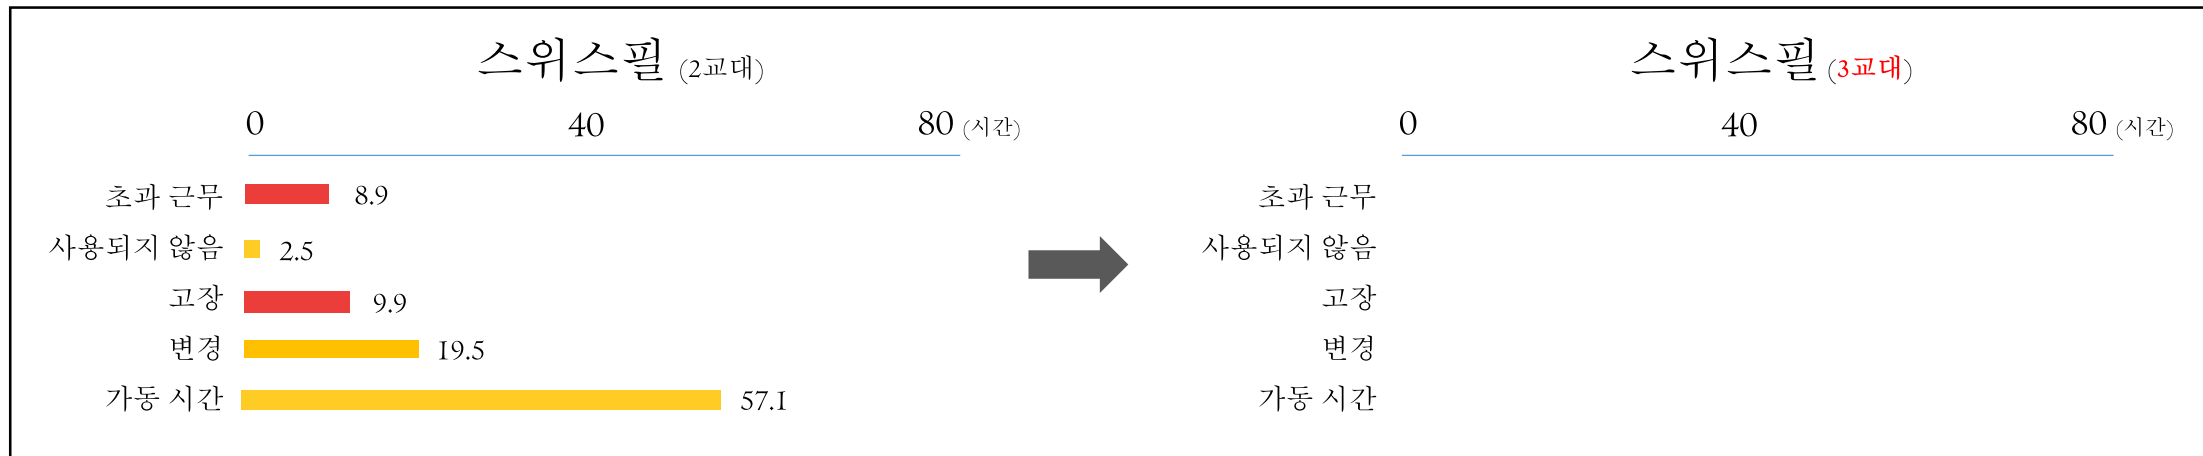 스위스필 (2교대)
0 40 80 (시간)
초과 근무 8.9
사용되지 않음 2.5
고장 9.9
변경 19.5
가동 시간 57.1
스위스필 (3교대)
0 40 80 (시간)
초과 근무
사용되지 않음
고장
변경
가동 시간